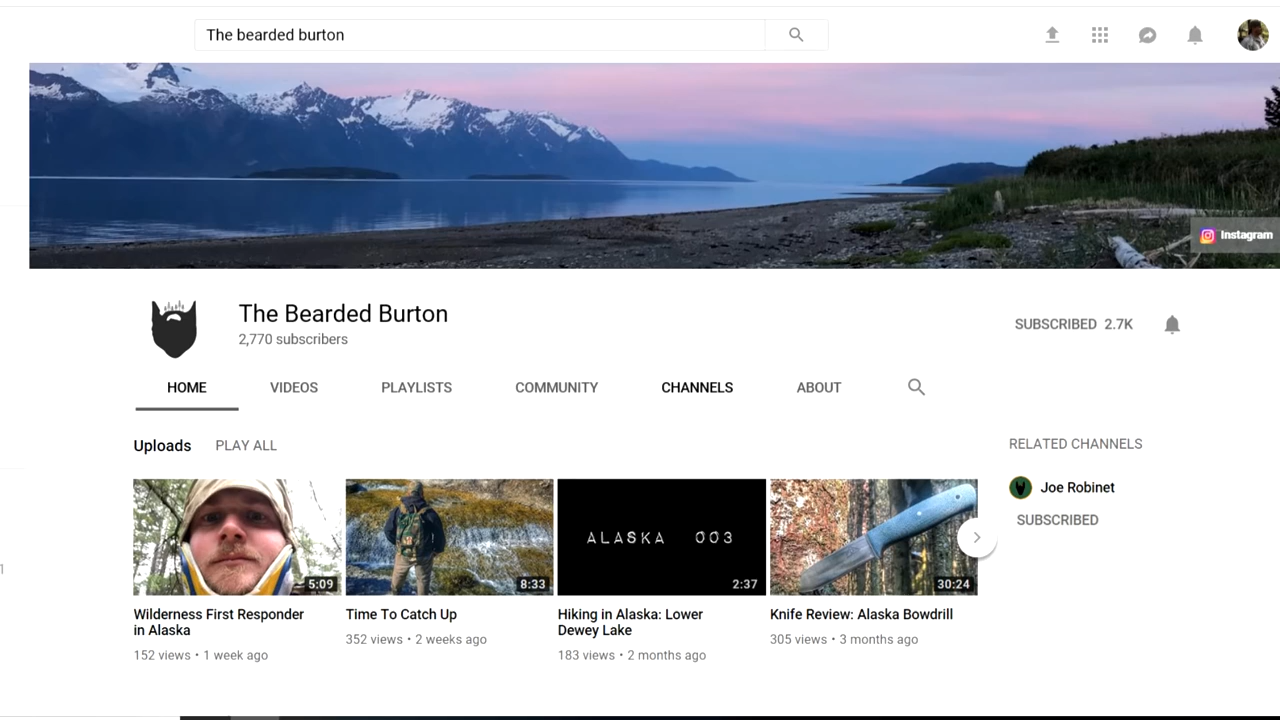 The bearded burton
Instagram
The Bearded Burton
2,770 subscribers
SUBSCRIBED 2.7K
HOME VIDEOS PLAYLISTS COMMUNITY CHANNELS ABOUT
Uploads PLAY ALL
RELATED CHANNELS
Joe Robinet
SUBSCRIBED
5:09
Wilderness First Responder
in Alaska
152 views • 1 week ago
8:33
Time To Catch Up
352 views • 2 weeks ago
ALASKA 003
2:37
Hiking in Alaska: Lower
Dewey Lake
183 views • 2 months ago
30:24
Knife Review: Alaska Bowdrill
305 views • 3 months ago
1